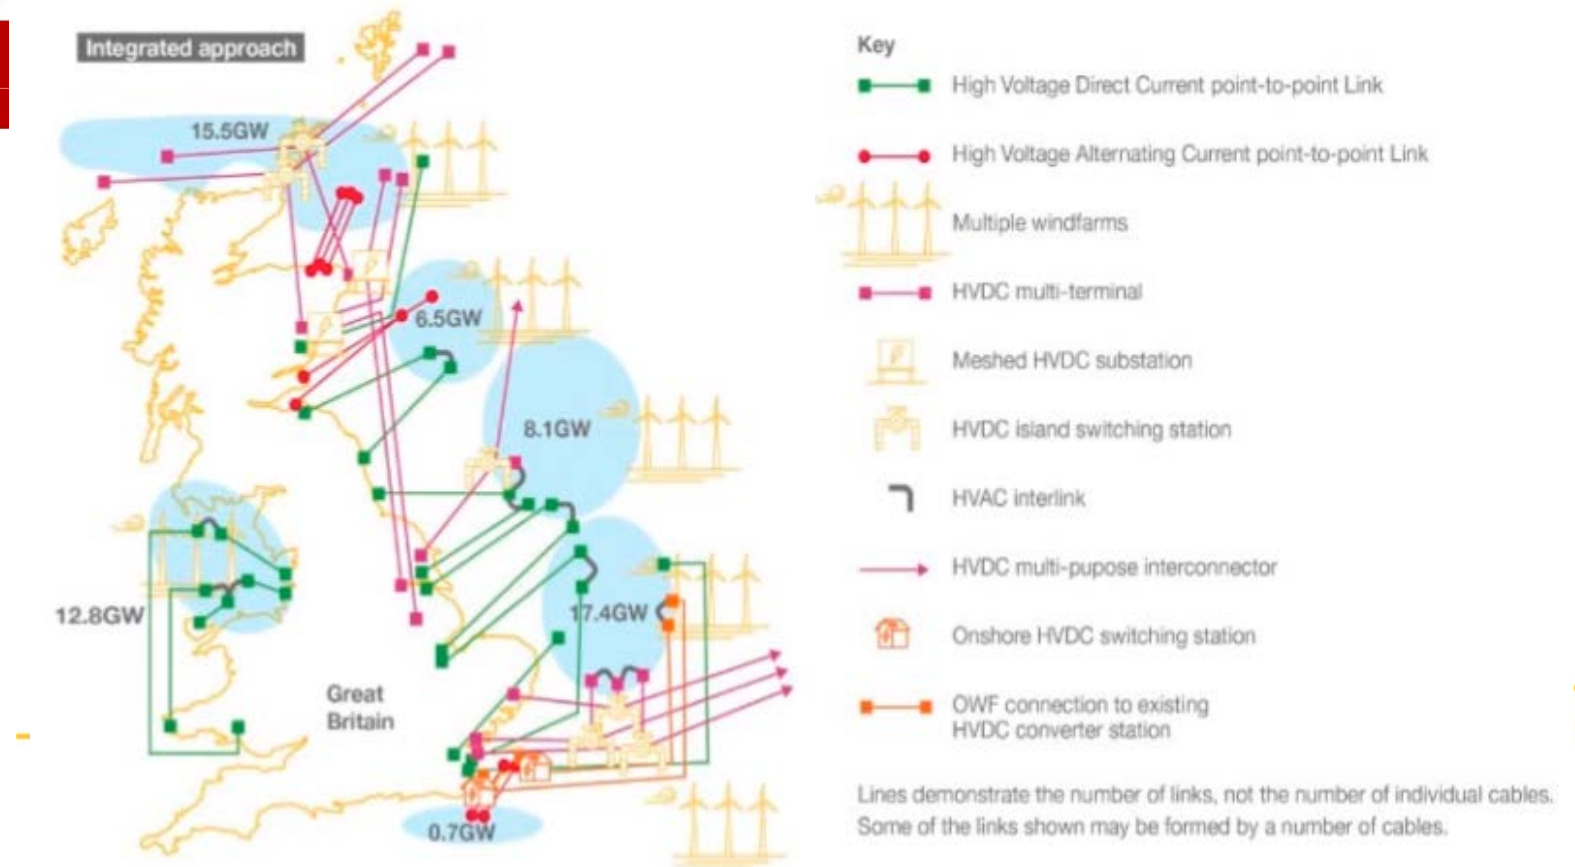 Integrated approach
15.5GW
6.5GW
8.1GW
17.4GW
12.8GW
Great
Britain
0.7GW
Key
High Voltage Direct Current point-to-point Link
High Voltage Alternating Current point-to-point Link
Multiple windfarms
HVDC multi-terminal
Meshed HVDC substation
HVDC island switching station
HVAC interlink
HVDC multi-pupose interconnector
Onshore HVDC switching station
OWF connection to existing
HVDC converter station
Lines demonstrate the number of links, not the number of individual cables.
Some of the links shown may be formed by a number of cables.